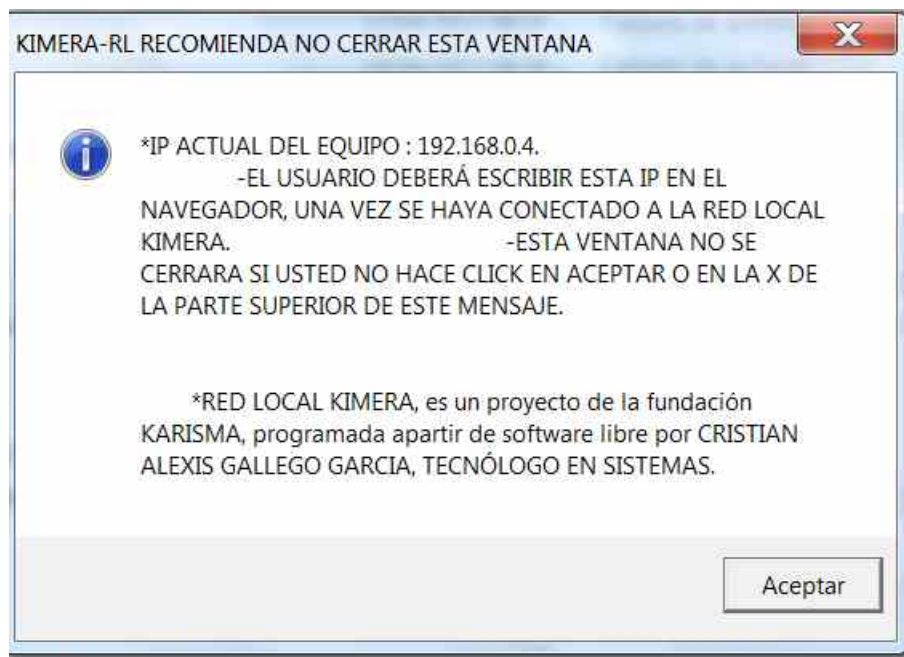 KIMERA-RL RECOMIENDA NO CERRAR ESTA VENTANA
*IP ACTUAL DEL EQUIPO : 192.168.0.4.
-EL USUARIO DEBERÁ ESCRIBIR ESTA IP EN EL
NAVEGADOR, UNA VEZ SE HAYA CONECTADO A LA RED LOCAL
KIMERA. -ESTA VENTANA NO SE
CERRARA SI USTED NO HACE CLICK EN ACEPTAR O EN LA X DE
LA PARTE SUPERIOR DE ESTE MENSAJE.
*RED LOCAL KIMERA, es un proyecto de la fundación
KARISMA, programada apartir de software libre por CRISTIAN
ALEXIS GALLEGO GARCIA, TECNÓLOGO EN SISTEMAS.
Aceptar